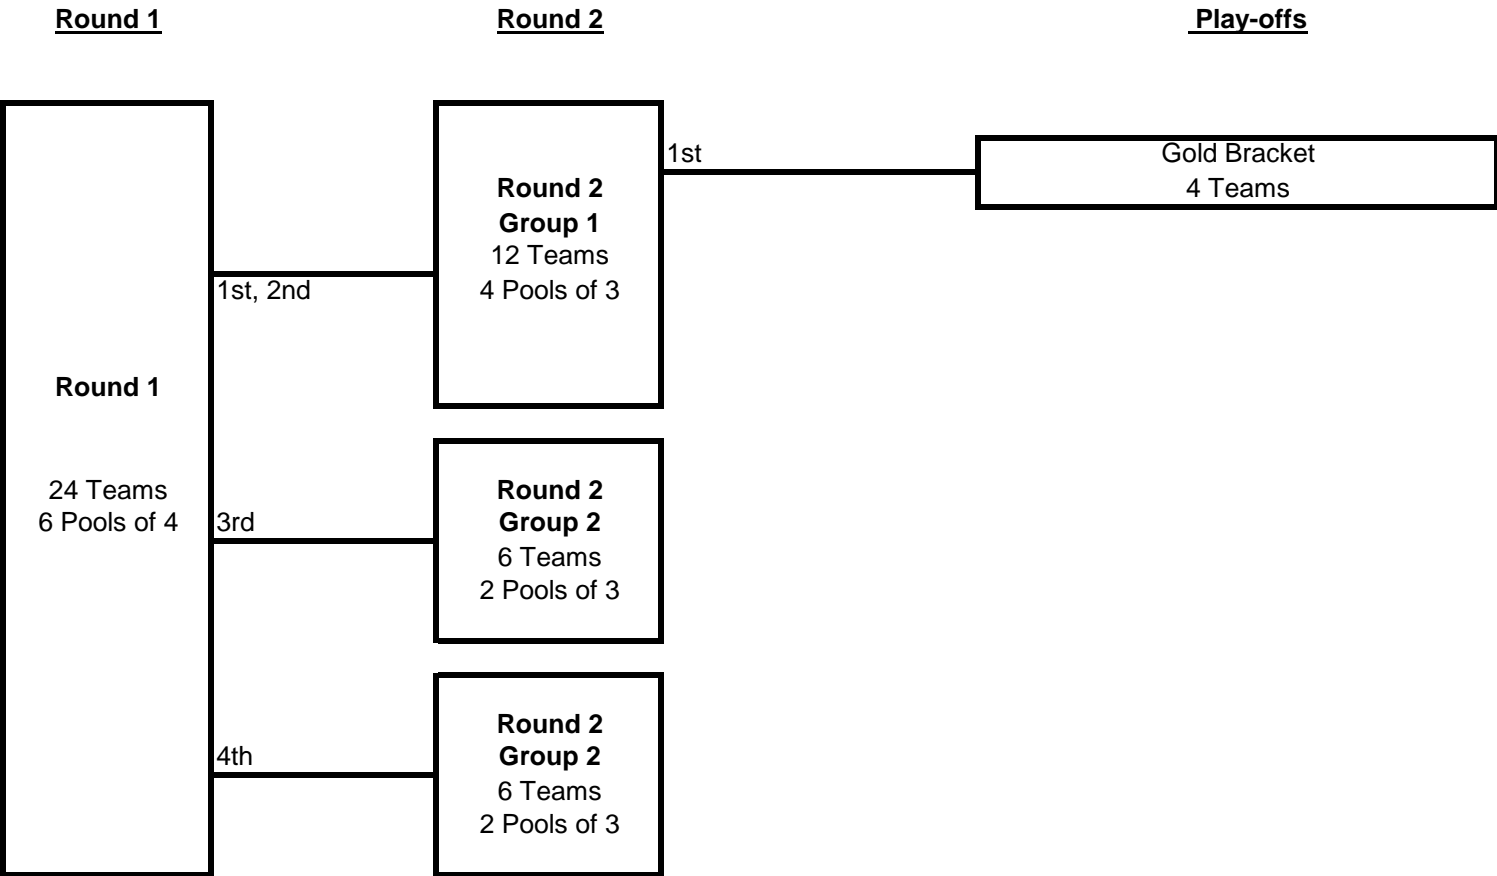 Round 1
Round 2
Play-offs
Round 1
24 Teams
6 Pools of 4
1st, 2nd
3rd
4th
Round 2
Group 1
12 Teams
4 Pools of 3
Round 2
Group 2
6 Teams
2 Pools of 3
Round 2
Group 2
6 Teams
2 Pools of 3
1st
Gold Bracket
4 Teams